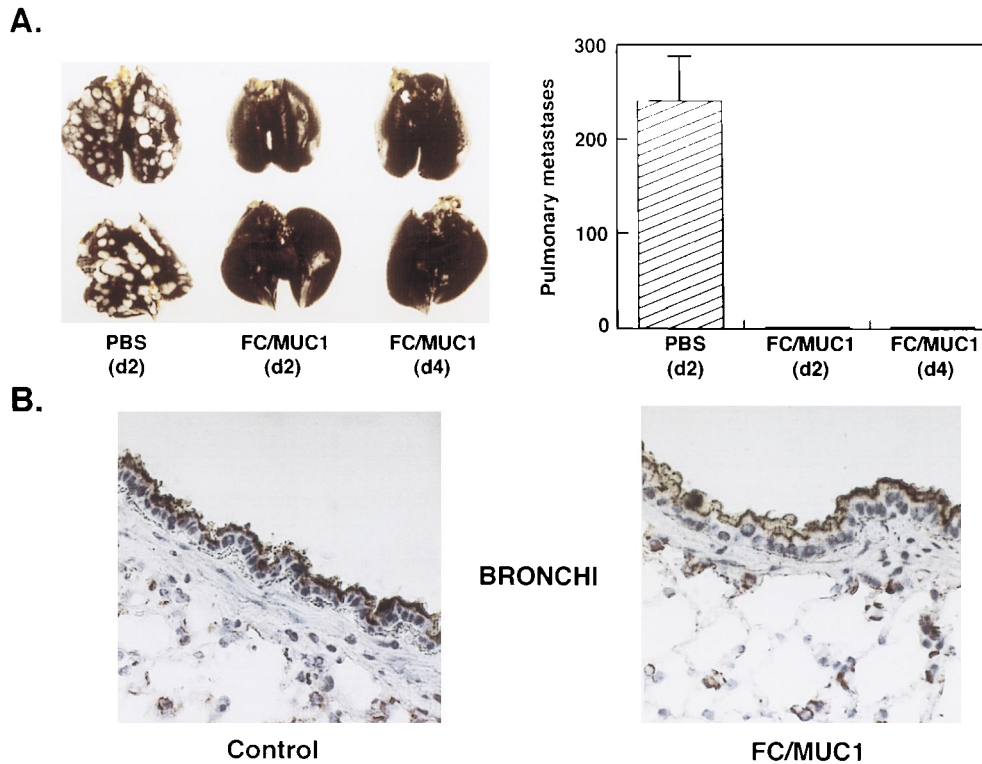 A.
300
200
100
0
Pulmonary metastases
PBS
(d2)
FC/MUC1
(d2)
FC/MUC1
(d4)
PBS
(d2)
FC/MUC1
(d2)
FC/MUC1
(d4)
B.
BRONCHI
Control
FC/MUC1